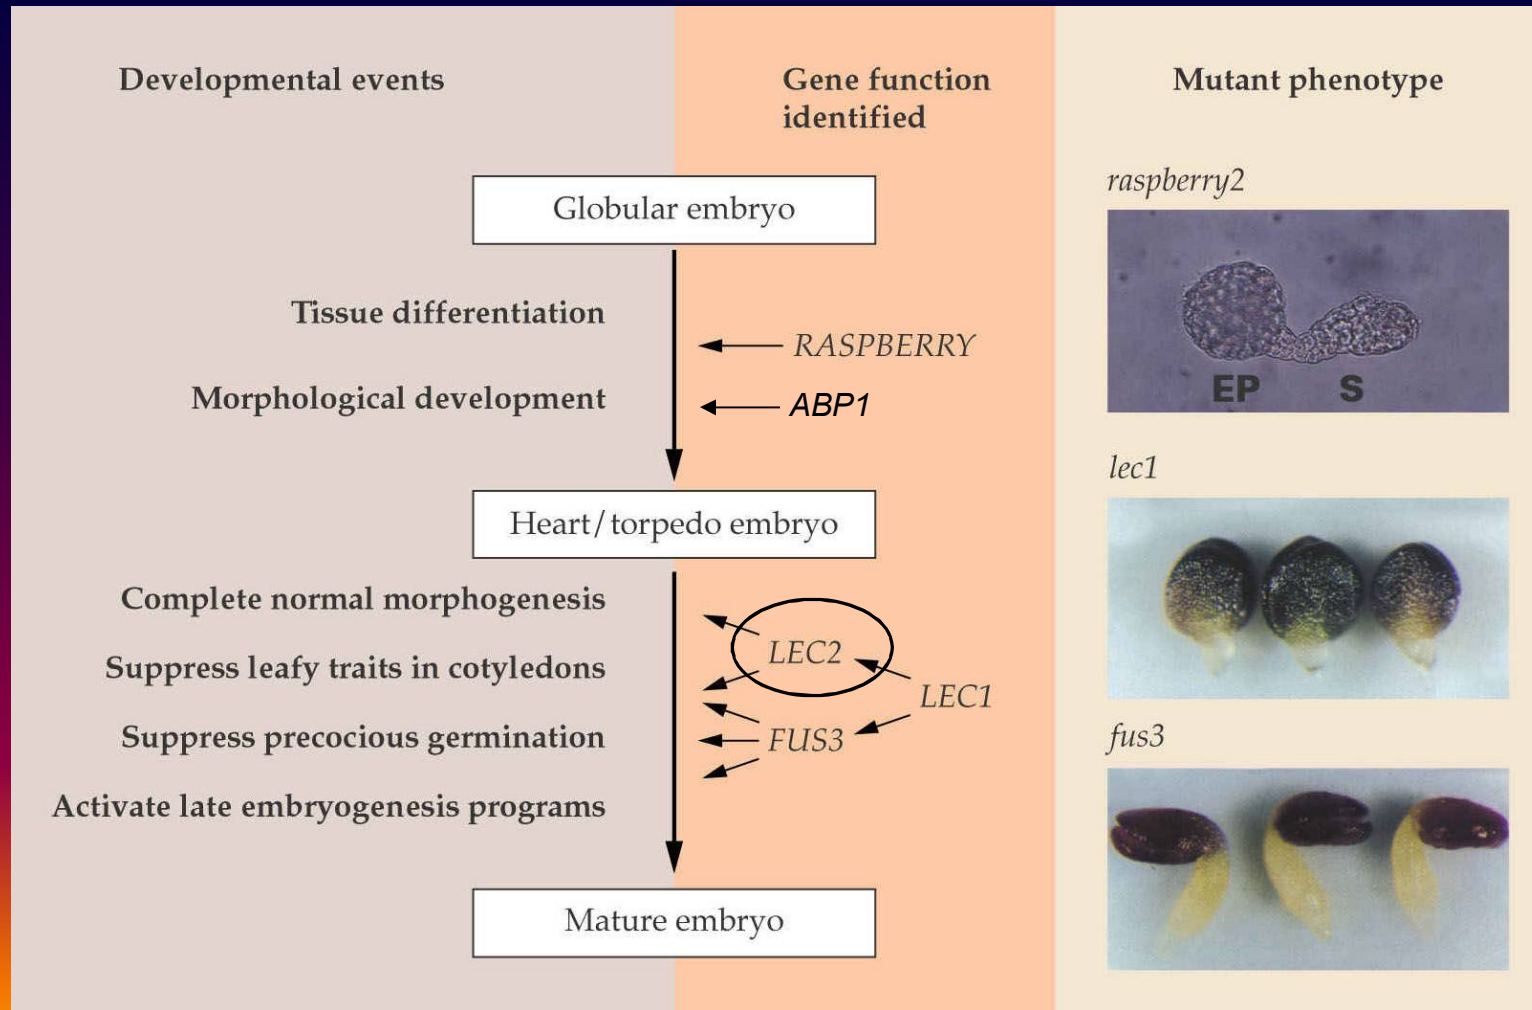 Developmental events
Gene function
identified
Mutant phenotype
Globular embryo
Tissue differentiation
RASPBERRY
Morphological development
ABP1
Heart/torpedo embryo
Complete normal morphogenesis
LEC2
Suppress leafy traits in cotyledons
LEC1
Suppress precocious germination
FUS3
Activate late embryogenesis programs
Mature embryo
raspberry2
EP S
lec1
fus3